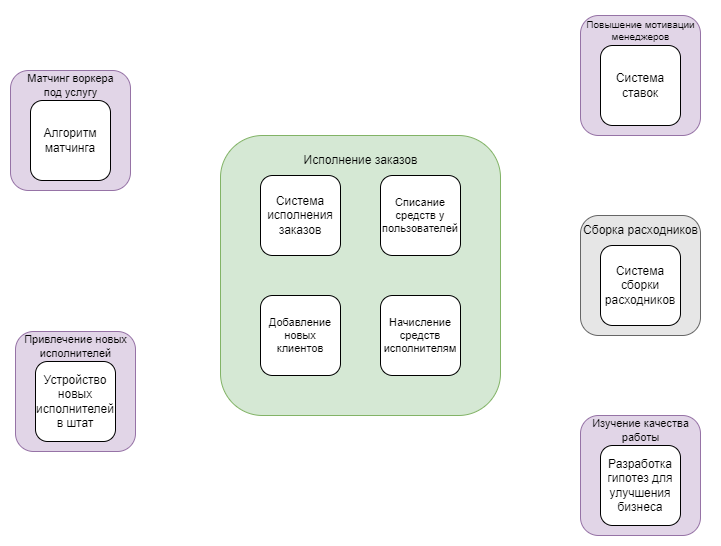 Матчинг воркера
под услугу
Алгоритм
матчинга
Привлечение новых
исполнителей
Устройство
новых
исполнителей
в штат
Исполнение заказов
Система
исполнения
заказов
Списание
средств у
пользователей
Добавление
новых
клиентов
Начисление
средств
исполнителям
Повышение мотивации
менеджеров
Система
ставок
Сборка расходников
Система
сборки
расходников
Изучение качества
работы
Разработка
гипотез для
улучшения
бизнеса